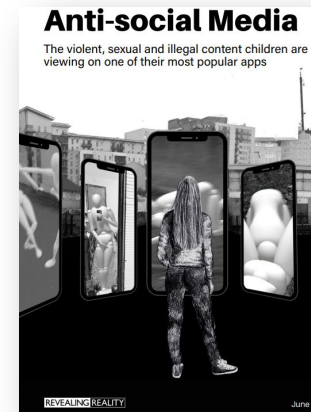 Anti-social Media
The violent, sexual and illegal content children are
viewing on one of their most popular apps
REVEALING REALITY
June